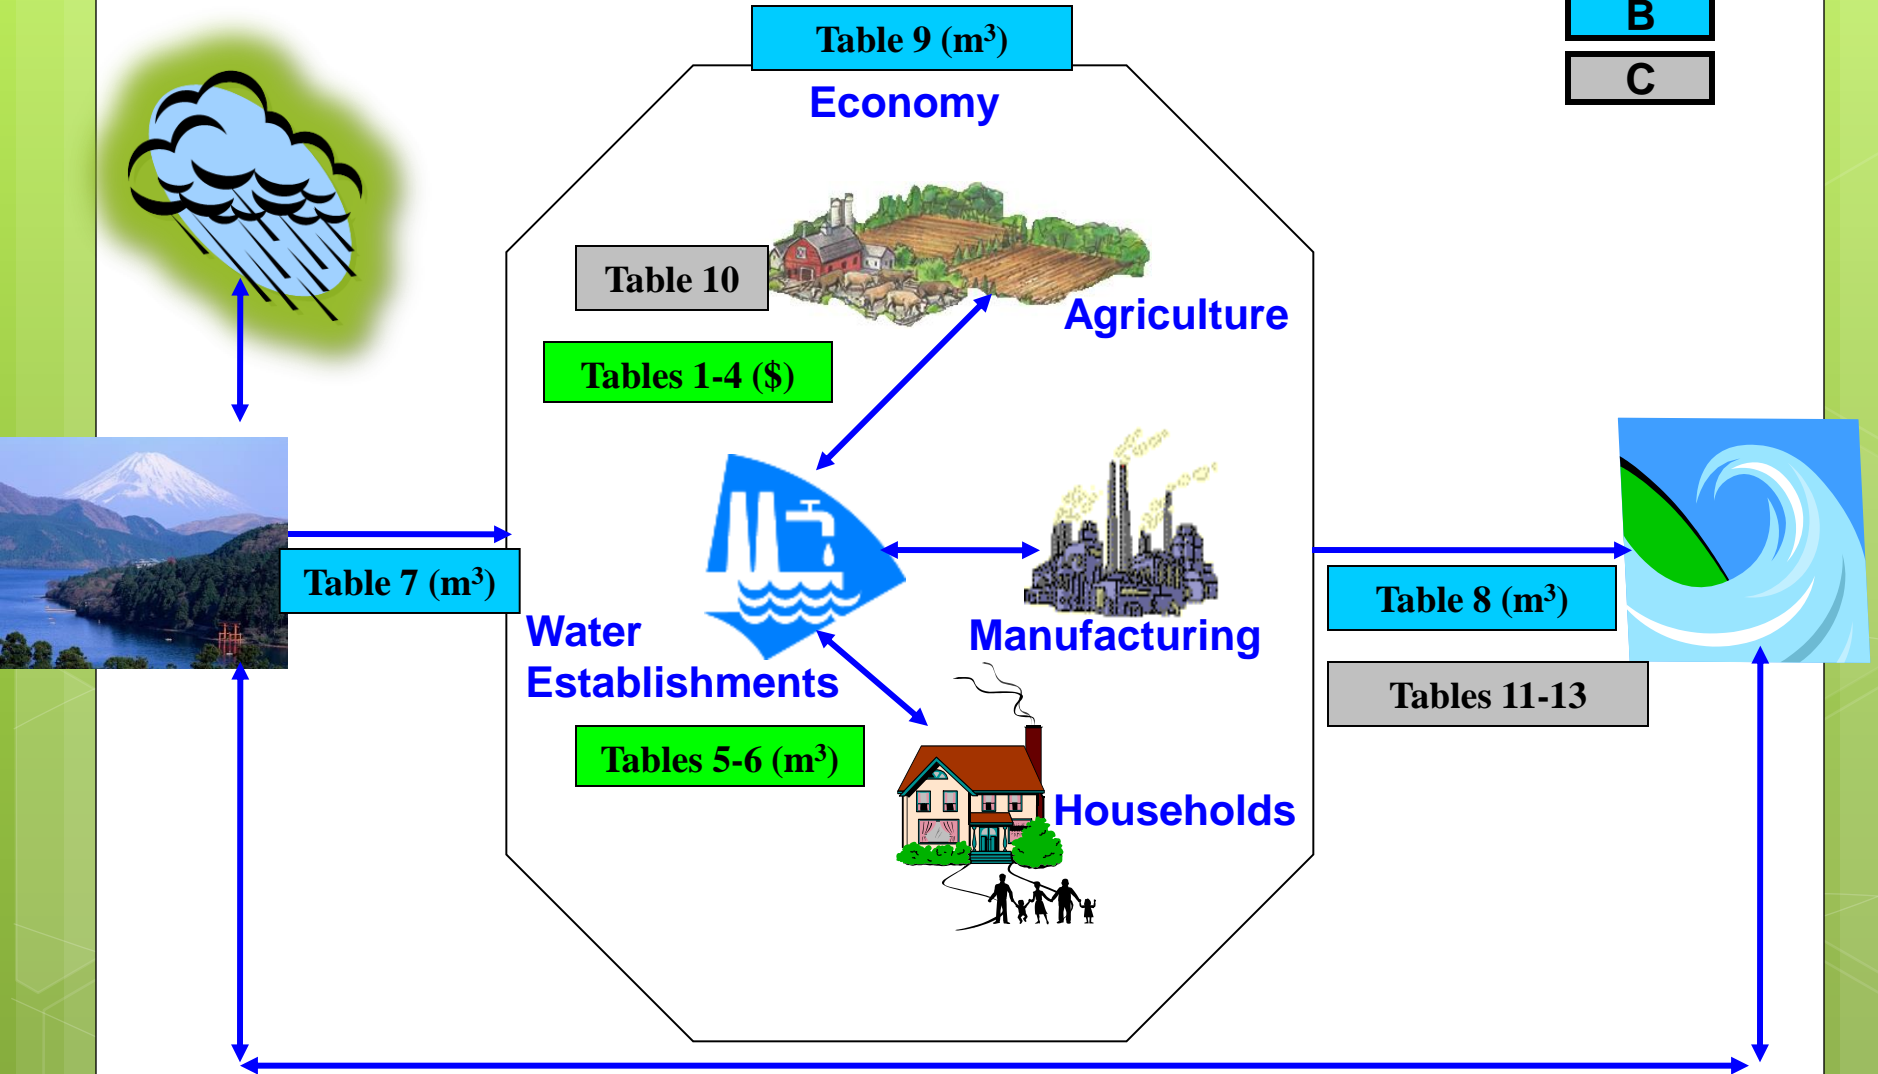 B
C
Table 9 (m³)
Economy
Table 10
Agriculture
Tables 1-4 ($)
Table 7 (m³)
Water
Establishments
Manufacturing
Table 8 (m³)
Tables 11-13
Tables 5-6 (m³)
Households